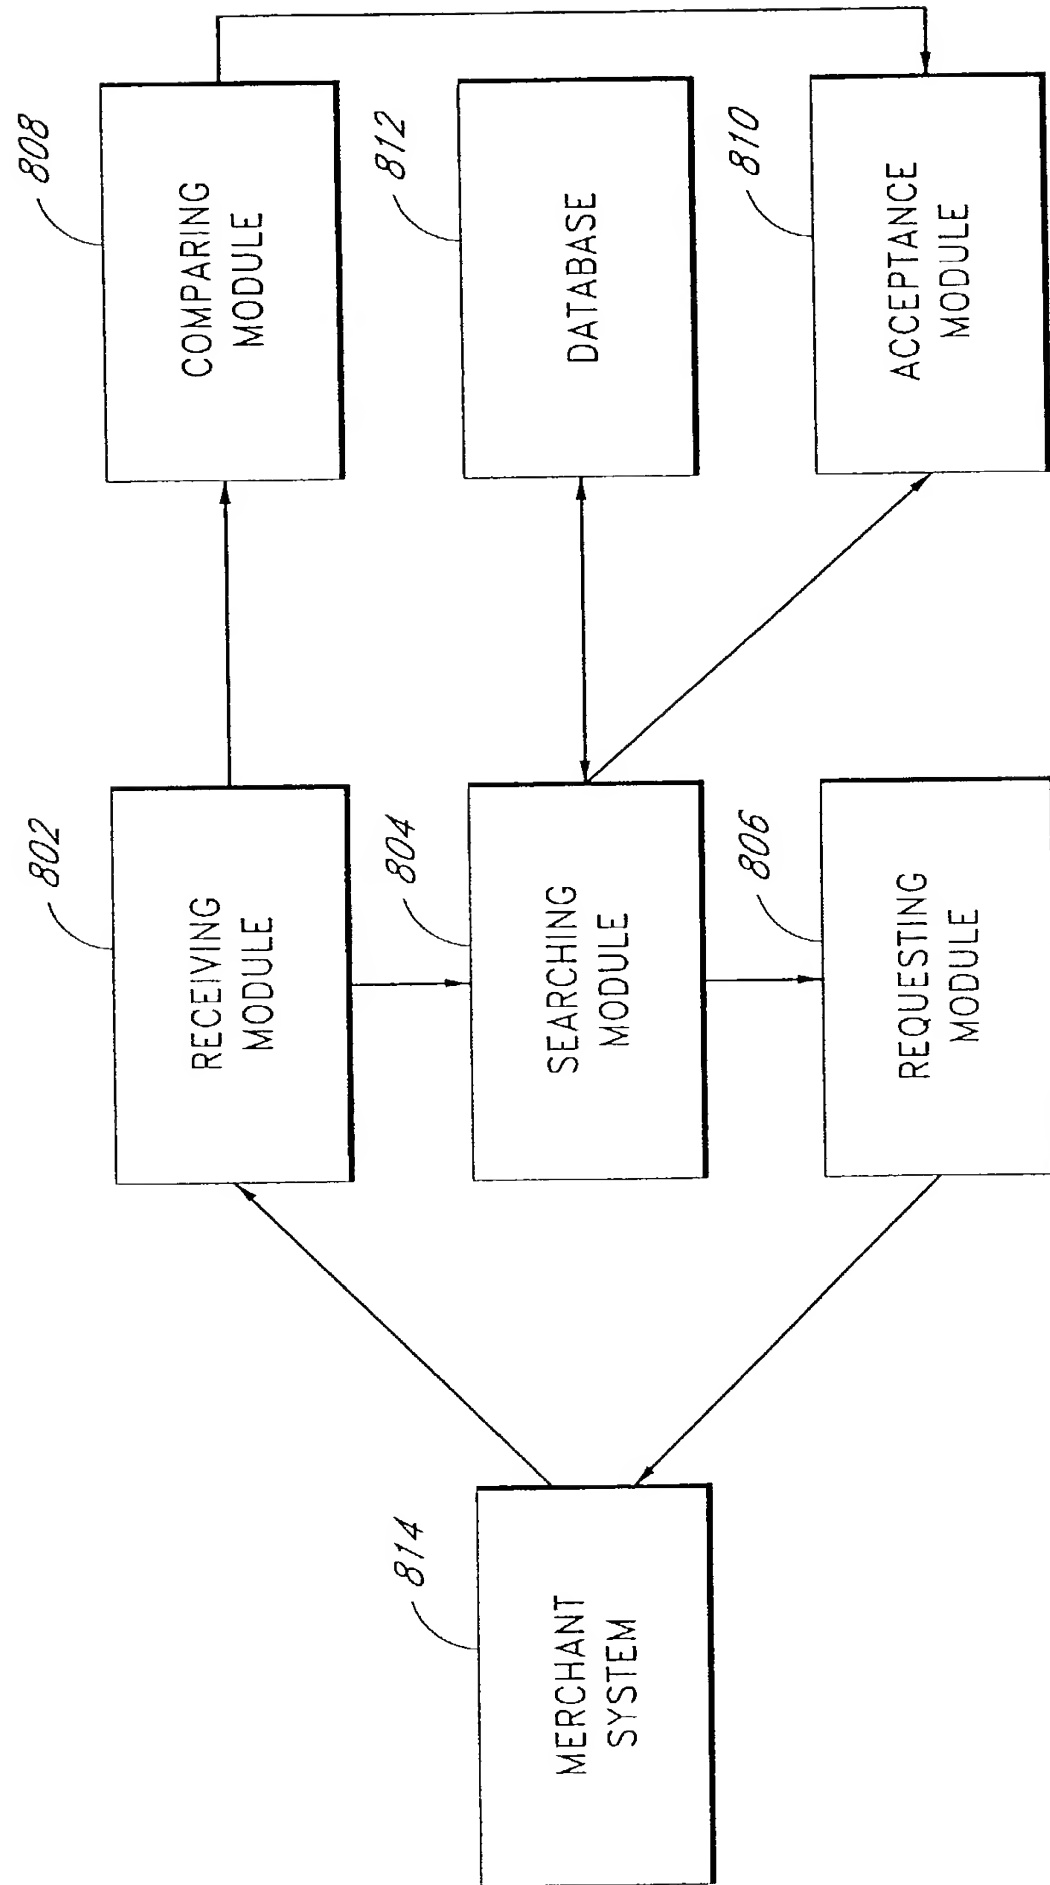 814
MERCHANT
SYSTEM
802
RECEIVING
MODULE
804
SEARCHING
MODULE
806
REQUESTING
MODULE
808
COMPARING
MODULE
812
DATABASE
810
ACCEPTANCE
MODULE